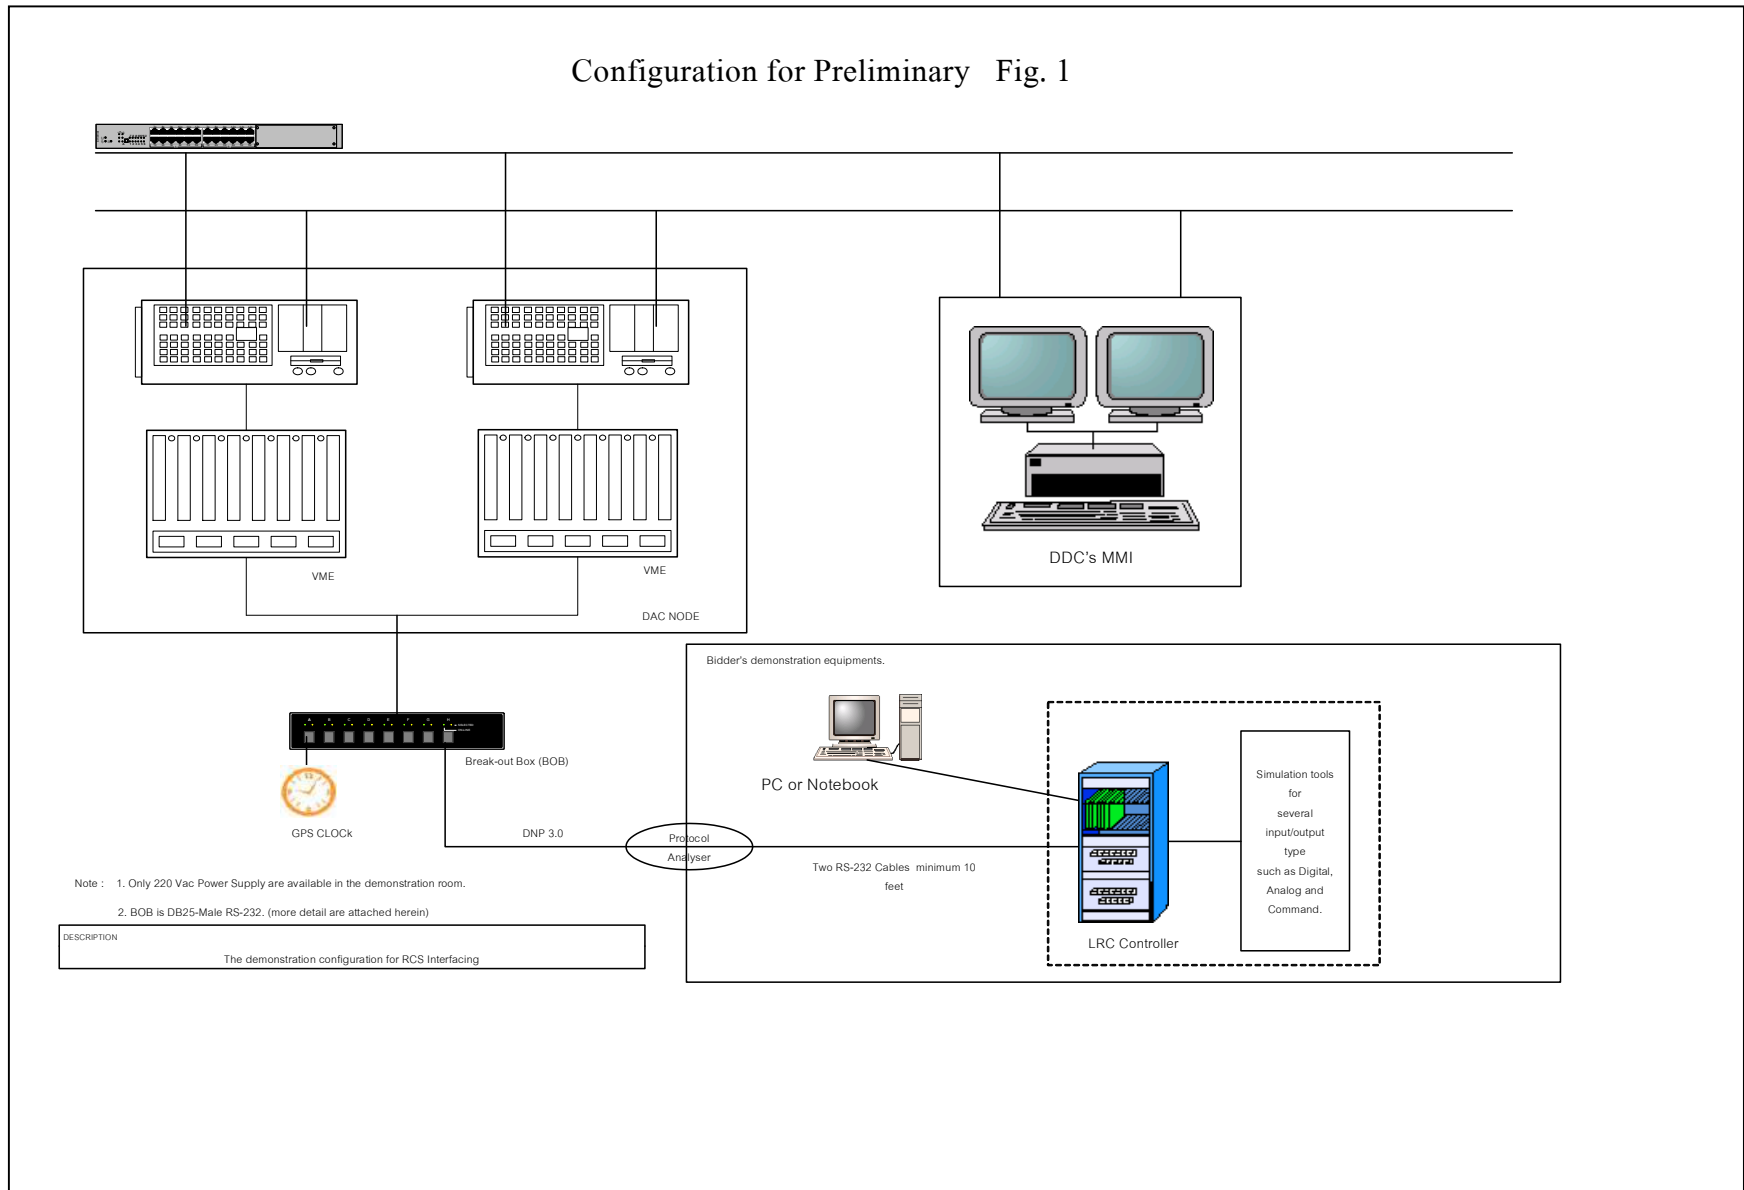 Configuration for Preliminary Fig. 1
VME
VME
DAC NODE
DDC's MMI
Bidder's demonstration equipments.
A B C D E F G H
Break-out Box (BOB)
GPS CLOCk
DNP 3.0
PC or Notebook
Protocol
Analyser
Two RS-232 Cables minimum 10
feet
LRC Controller
Simulation tools
for
several
input/output
type
such as Digital,
Analog and
Command.
Note : 1. Only 220 Vac Power Supply are available in the demonstration room.
2. BOB is DB25-Male RS-232. (more detail are attached herein)
DESCRIPTION
The demonstration configuration for RCS Interfacing